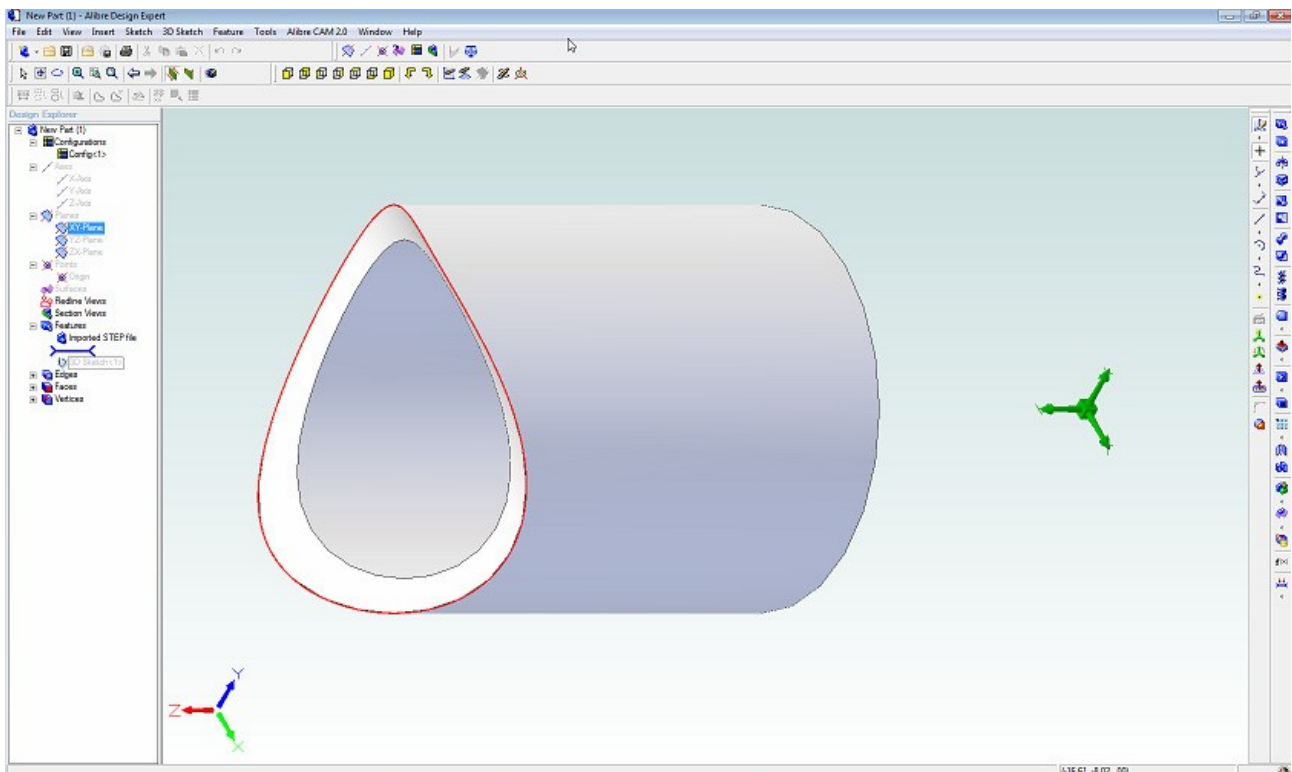 New Part (1) - Alibre Design Expert
File Edit View Insert Sketch 3D Sketch Feature Tools Alibre CAM 2.0 Window Help
Design Explorer
New Part (1)
Configurations
Config<1>
Axes
X-Axis
Y-Axis
Z-Axis
Planes
XY-Plane
YZ-Plane
ZX-Plane
Points
Origin
Surfaces
Redline Views
Section Views
Features
Imported STEP file
3D Sketch<1>
Edges
Faces
Vertices
Y
Z
X
f(x)